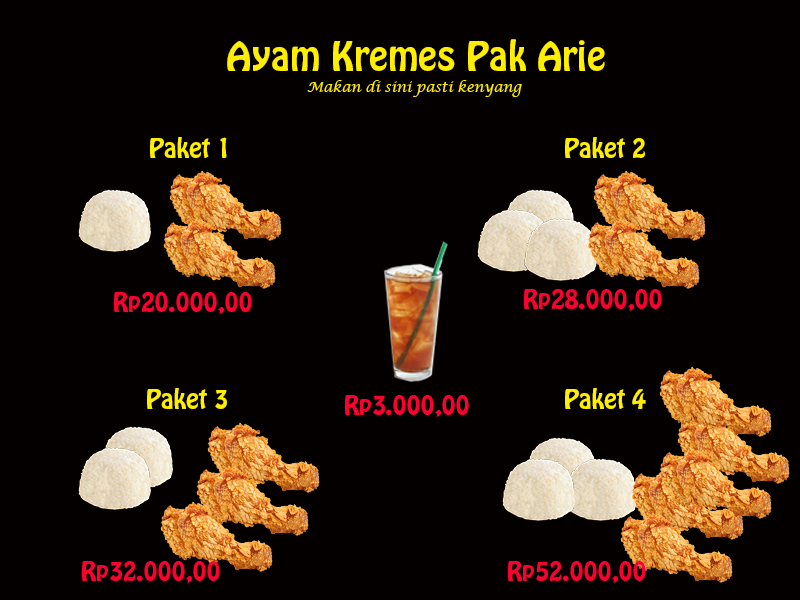 Ayam Kremes Pak Arie
Makan di sini pasti kenyang
Paket 1
Rp20.000,00
Paket 2
Rp28.000,00
Rp3.000,00
Paket 3
Rp32.000,00
Paket 4
Rp52.000,00